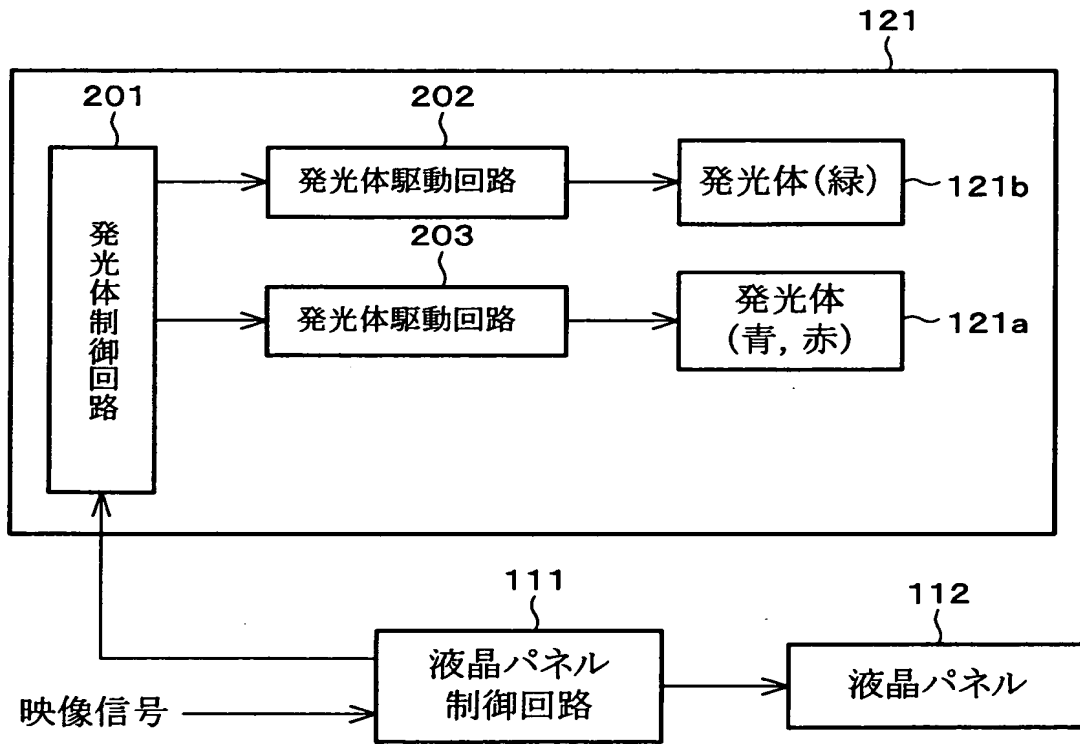 121
201
202
発光体駆動回路
発光体(緑)
121b
発光体制御回路
203
発光体駆動回路
発光体
(青, 赤)
121a
111
112
液晶パネル
制御回路
液晶パネル
映像信号